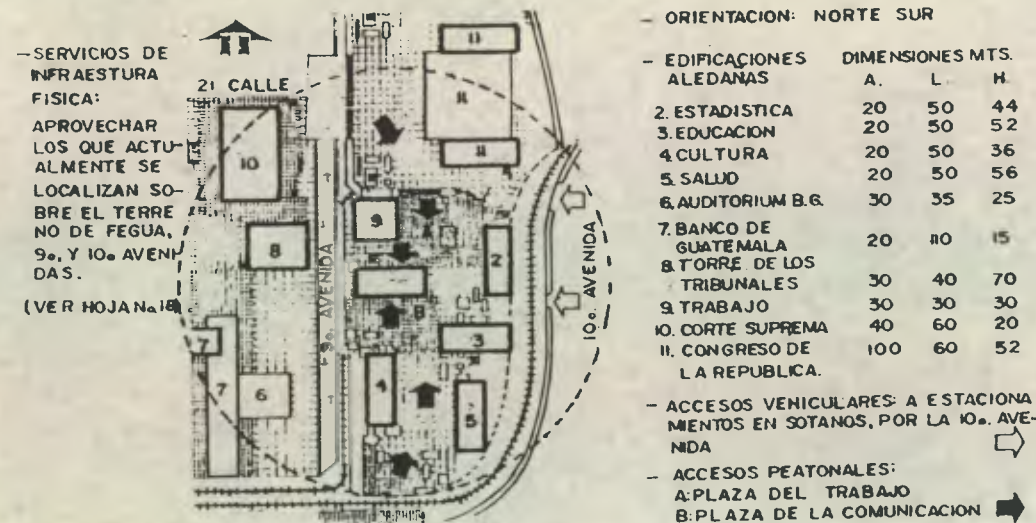 -SERVICIOS DE
INFRAESTURA
FISICA:
APROVECHAR
LOS QUE ACTU-
ALMENTE SE
LOCALIZAN SO-
BRE EL TERRE
NO DE FEGUA,
9a. Y 10a AVENI-
DAS.
(VER HOJA No 18)
21 CALLE
11
11
11
10
9
A
8
9a. AVENIDA
2
10a. AVENIDA
B
3
7
7
6
4
5
- ORIENTACION: NORTE SUR
- EDIFICACIONES DIMENSIONES MTS.
ALEDAÑAS A. L. H.
2. ESTADISTICA 20 50 44
3. EDUCACION 20 50 52
4. CULTURA 20 50 36
5. SALUD 20 50 56
6. AUDITORIUM B.G. 30 35 25
7. BANCO DE
GUATEMALA 20 110 15
8. TORRE DE LOS
TRIBUNALES 30 40 70
9. TRABAJO 30 30 30
10. CORTE SUPREMA 40 60 20
11. CONGRESO DE 100 60 52
LA REPUBLICA.
- ACCESOS VEHICULARES: A ESTACIONA
MIENTOS EN SOTANOS, POR LA 10a. AVE-
NIDA
- ACCESOS PEATONALES:
A: PLAZA DEL TRABAJO
B: PLAZA DE LA COMUNICACION